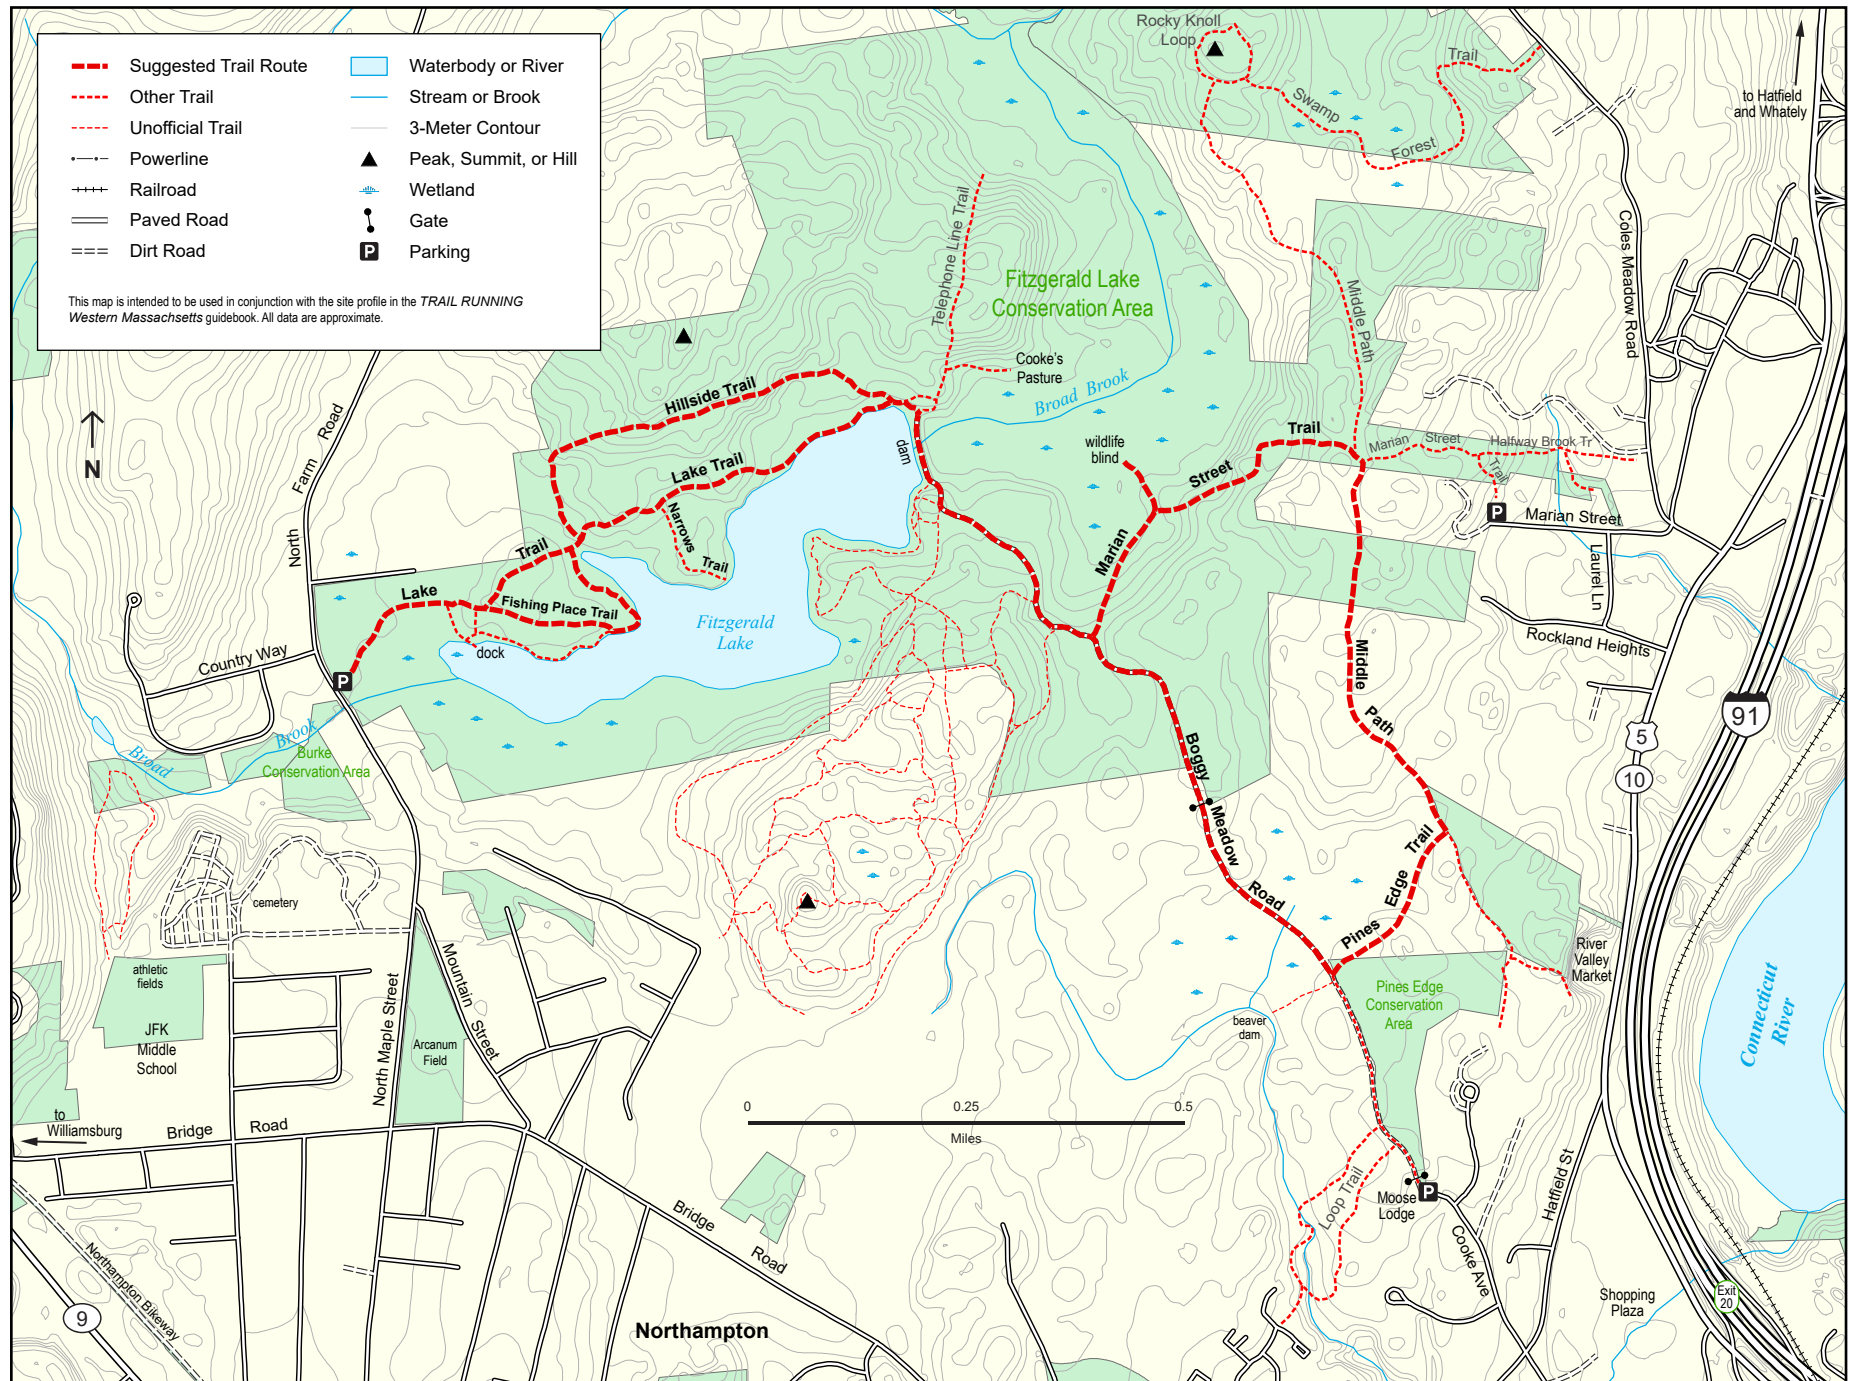 Suggested Trail Route
Other Trail
Unofficial Trail
Powerline
Railroad
Paved Road
Dirt Road
Waterbody or River
Stream or Brook
3-Meter Contour
Peak, Summit, or Hill
Wetland
Gate
P
Parking
This map is intended to be used in conjunction with the site profile in the TRAIL RUNNING
Western Massachsetts guidebook. All data are approximate.
Rocky Knoll
Loop
Swamp
Forest
Trail
to Hatfield
and Whately
Coles Meadow Road
Telephone Line Trail
Fitzgerald Lake
Conservation Area
Middle Path
Cooke's
Pasture
Broad Brook
Hillside Trail
Lake Trail
dam
wildlife
blind
Marian
Street
Trail
Marian
Street
Trail
Halfway Brook Tr
P
Marian Street
Laurel Ln
Rockland Heights
N
North
Farm
Road
Narrows
Trail
Lake
Trail
Fishing Place Trail
dock
Fitzgerald
Lake
Country Way
P
Broad
Brook
Burke
Conservation Area
Middle
Path
5
10
91
Boggy
Meadow
Road
Pines
Edge
Trail
River
Valley
Market
Pines Edge
Conservation
Area
beaver
dam
Connecticut
River
cemetery
athletic
fields
JFK
Middle
School
North Maple Street
Mountain
Street
Arcanum
Field
to
Williamsburg
Bridge
Road
0
0.25
0.5
Miles
Loop Trail
Moose
Lodge
P
Cooke Ave
Hatfield St
Bridge
Road
Northampton Bikeway
9
Northampton
Shopping
Plaza
Exit
20